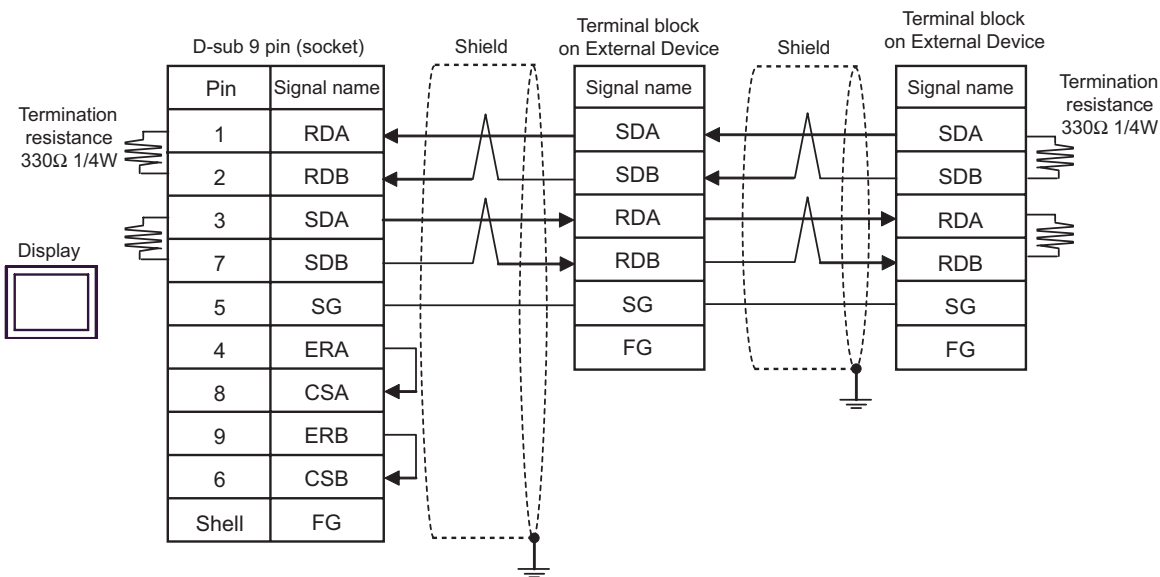 Terminal block
on External Device
Terminal block
on External Device
D-sub 9 pin (socket)
Shield
Shield
Pin Signal name
Signal name
Signal name
Termination
resistance
330Ω 1/4W
Termination
resistance
330Ω 1/4W
1 RDA SDA SDA
2 RDB SDB SDB
3 SDA RDA RDA
7 SDB RDB RDB
Display
5 SG SG SG
4 ERA FG FG
8 CSA
9 ERB
6 CSB
Shell FG